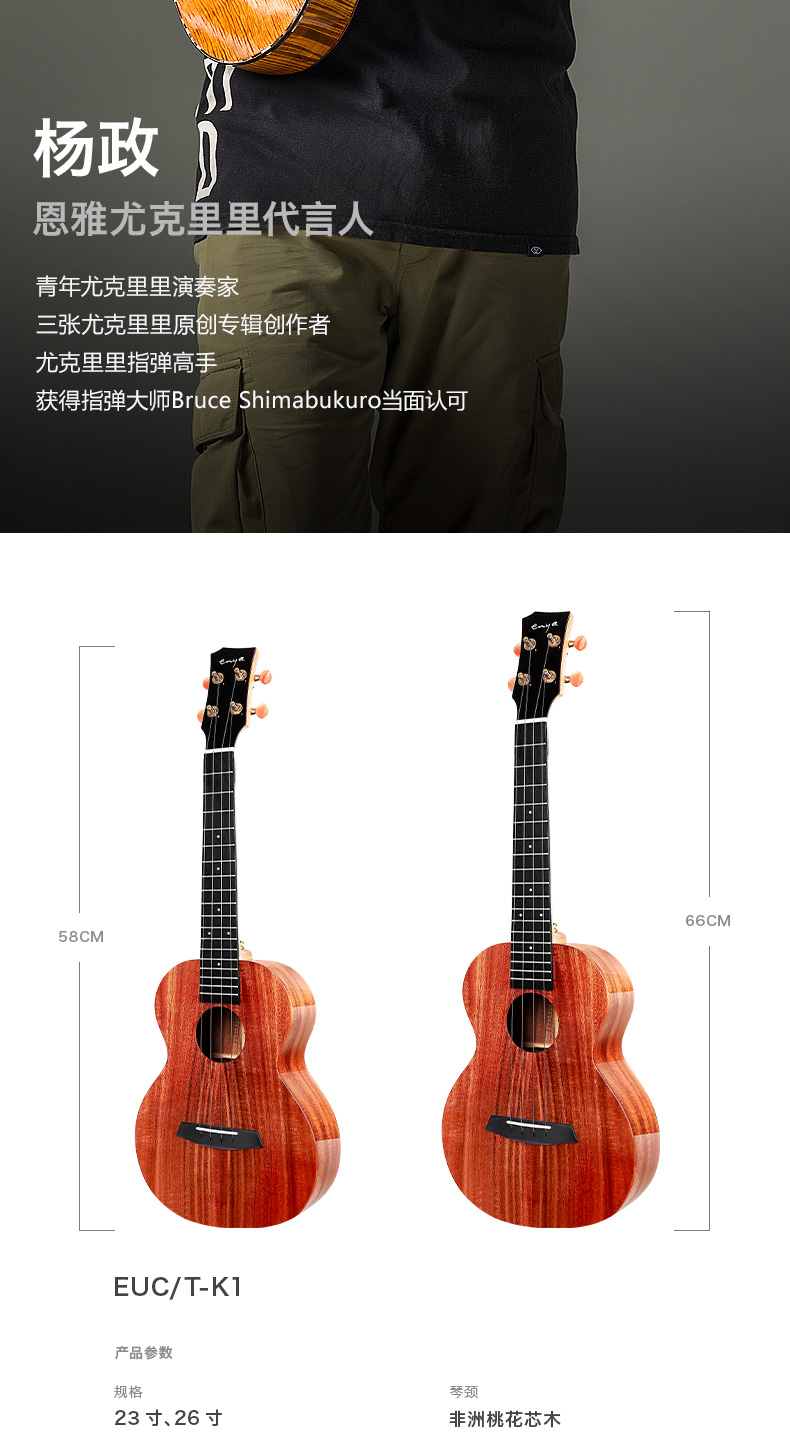 杨政
恩雅尤克里里代言人
青年尤克里里演奏家
三张尤克里里原创专辑创作者
尤克里里指弹高手
获得指弹大师Bruce Shimabukuro当面认可
enya
enya
58CM
66CM
EUC/T-K1
产品参数
规格
琴颈
23 寸、26 寸
非洲桃花芯木